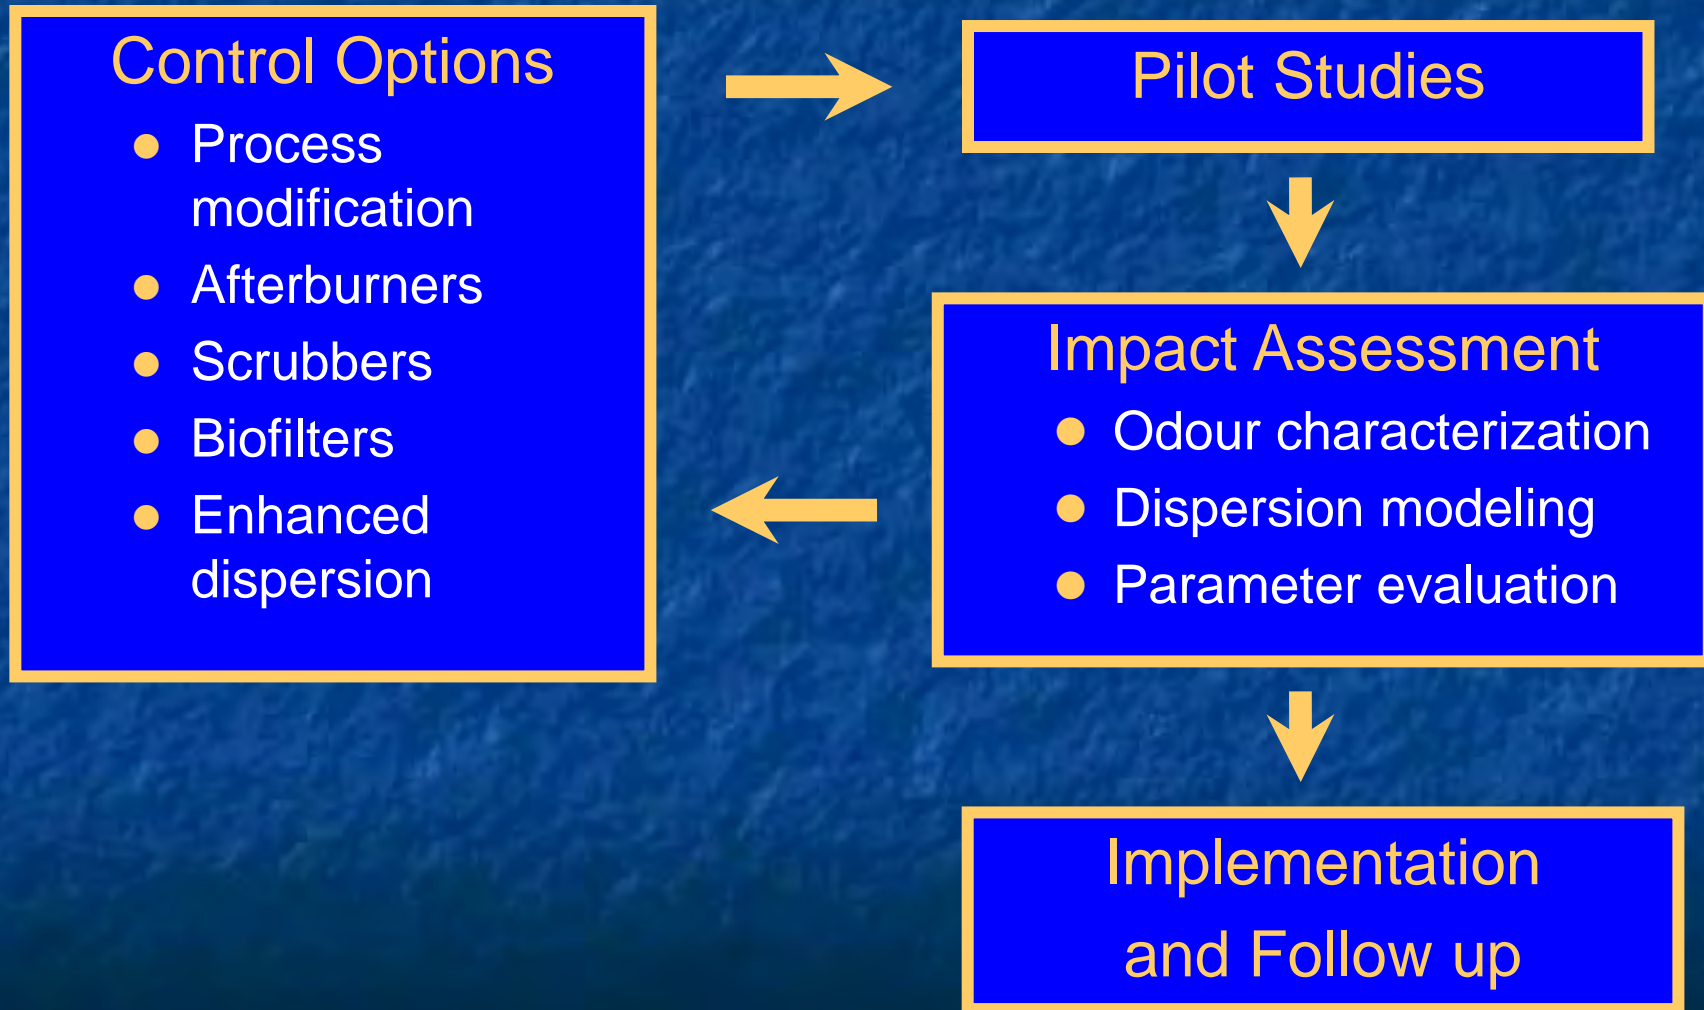 Control Options
● Process
modification
● Afterburners
● Scrubbers
● Biofilters
● Enhanced
dispersion
Pilot Studies
Impact Assessment
● Odour characterization
● Dispersion modeling
● Parameter evaluation
Implementation
and Follow up